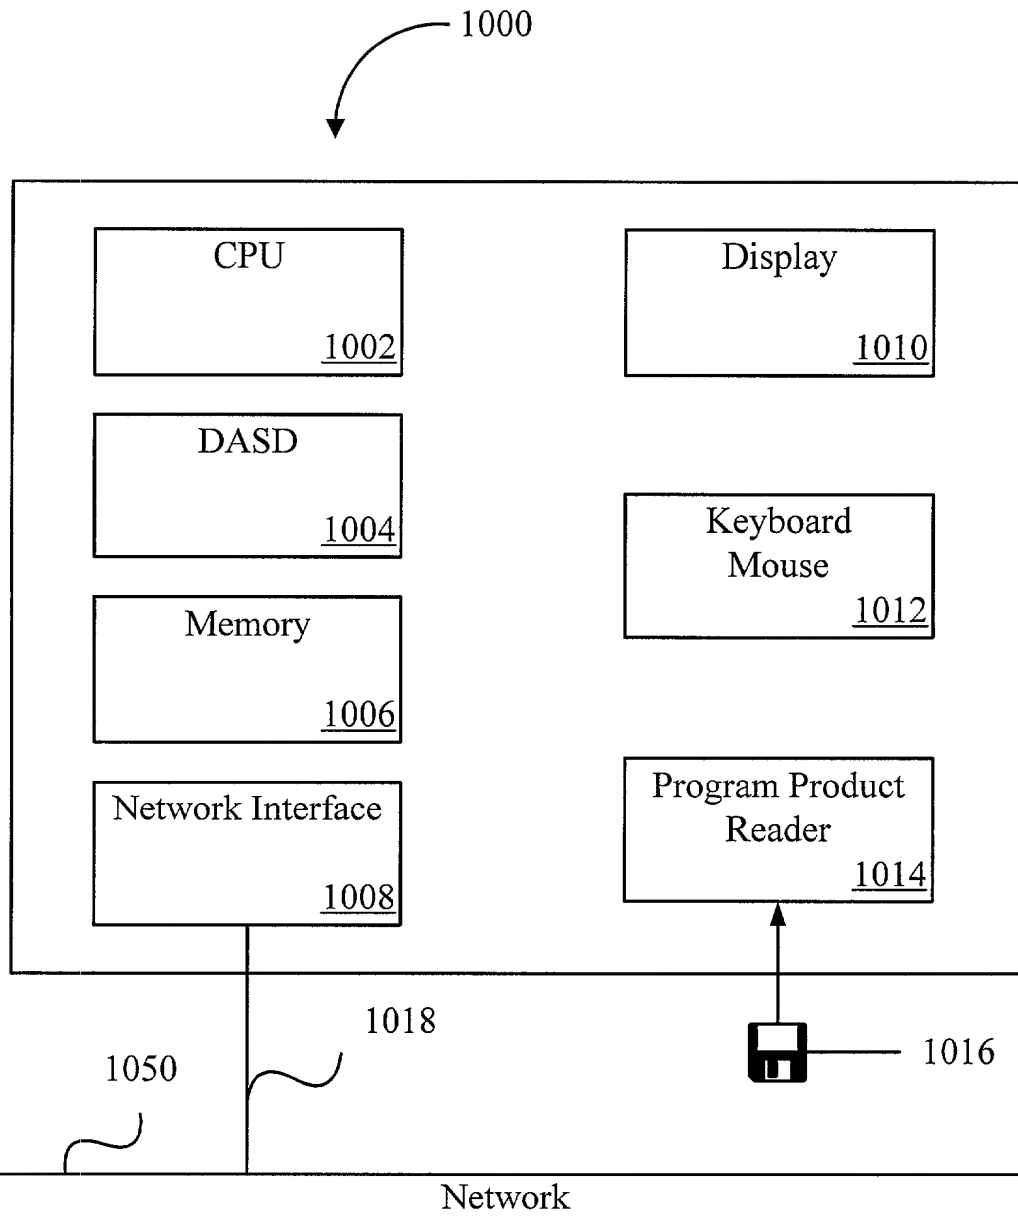 1000
CPU
1002
Display
1010
DASD
1004
Keyboard
Mouse
1012
Memory
1006
Network Interface
1008
Program Product
Reader
1014
1018
1016
1050
Network